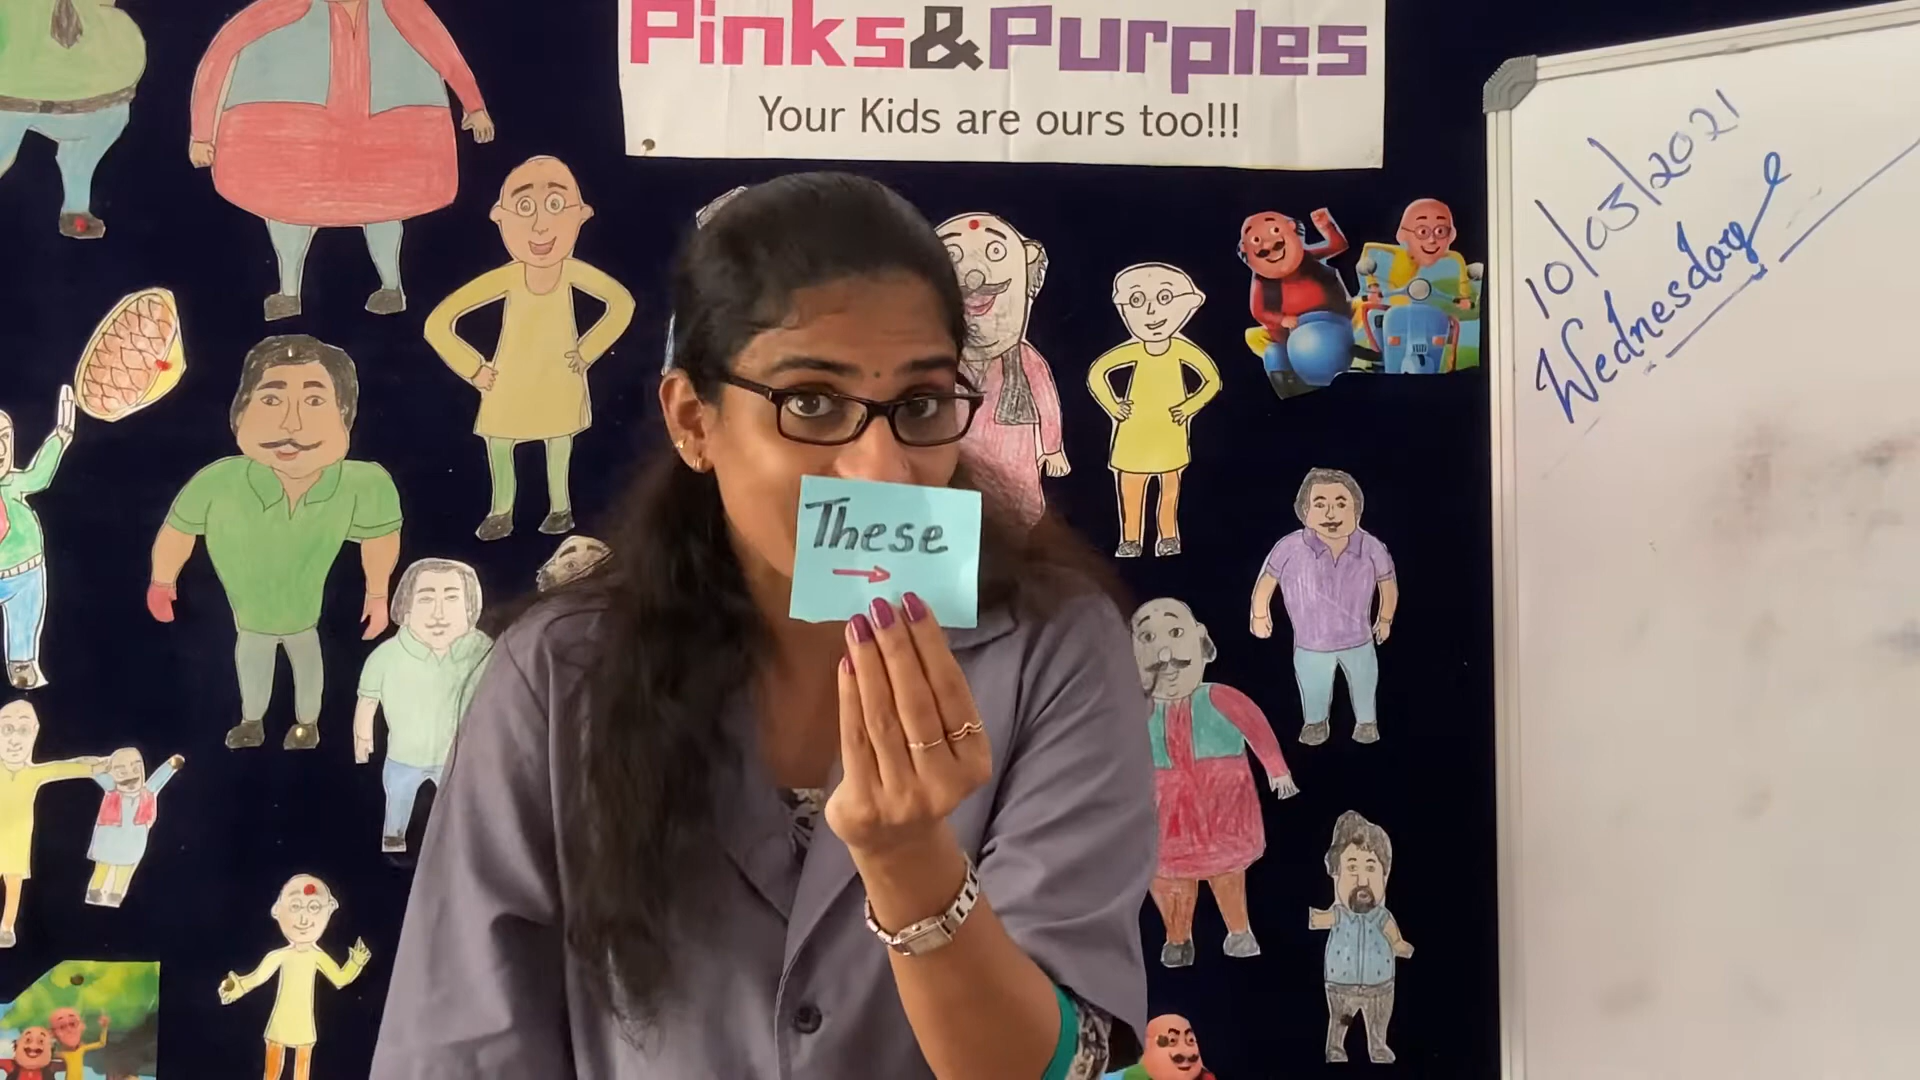 Pinks&Purples
Your Kids are ours too!!!
10/03/2021
Wednesday
These
→